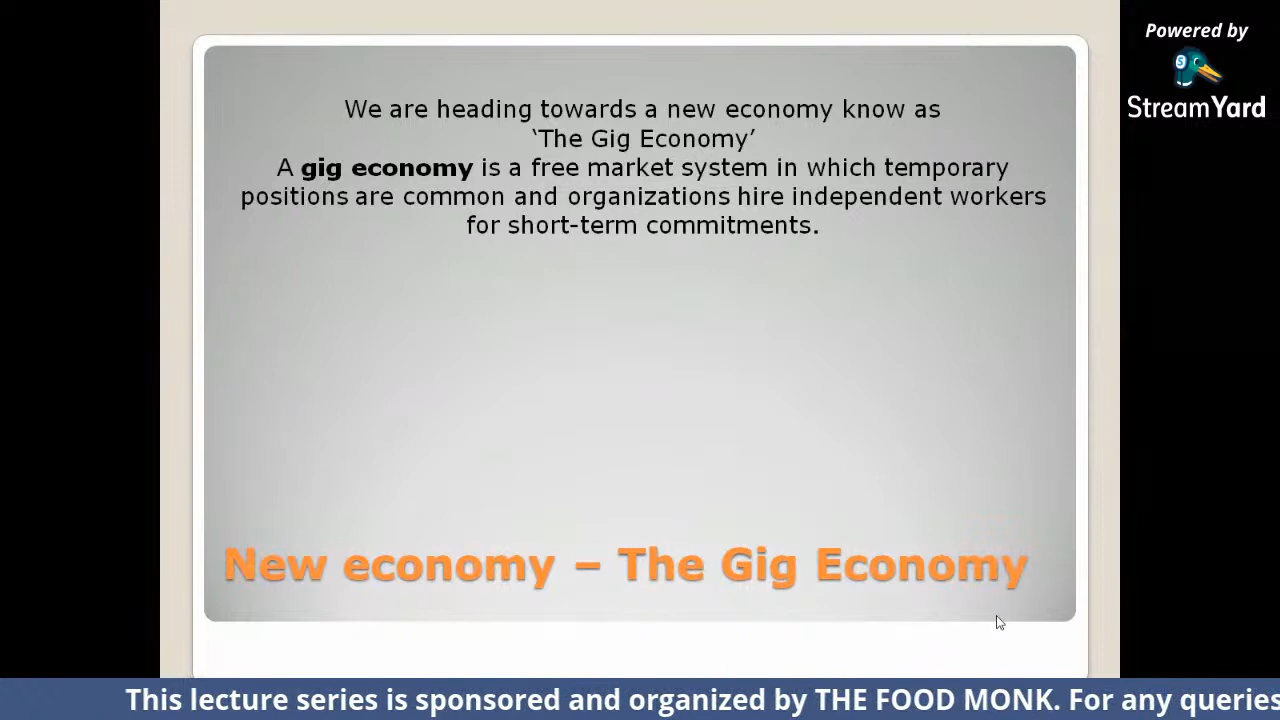 Powered by
StreamYard
We are heading towards a new economy know as
‘The Gig Economy’
A gig economy is a free market system in which temporary
positions are common and organizations hire independent workers
for short-term commitments.
New economy – The Gig Economy
This lecture series is sponsored and organized by THE FOOD MONK. For any queries